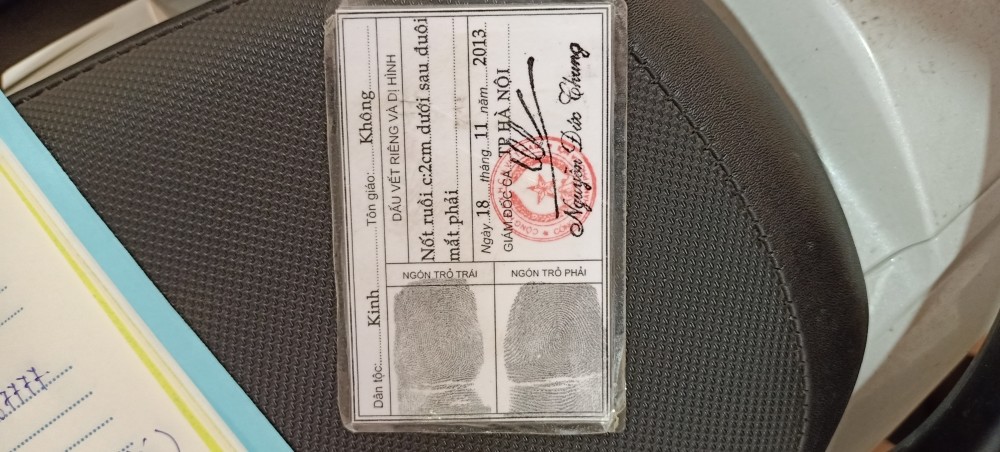 Dân tộc:....Kinh............Tôn giáo:....Không
DẤU VẾT RIÊNG VÀ DỊ HÌNH
Nốt ruồi c:2cm dưới sau đuôi
mắt phải
Ngày 18 tháng 11 năm 2013
GIÁM ĐỐC CA TP HÀ NỘI
Nguyễn Đức Chung
NGÓN TRỎ TRÁI
NGÓN TRỎ PHẢI